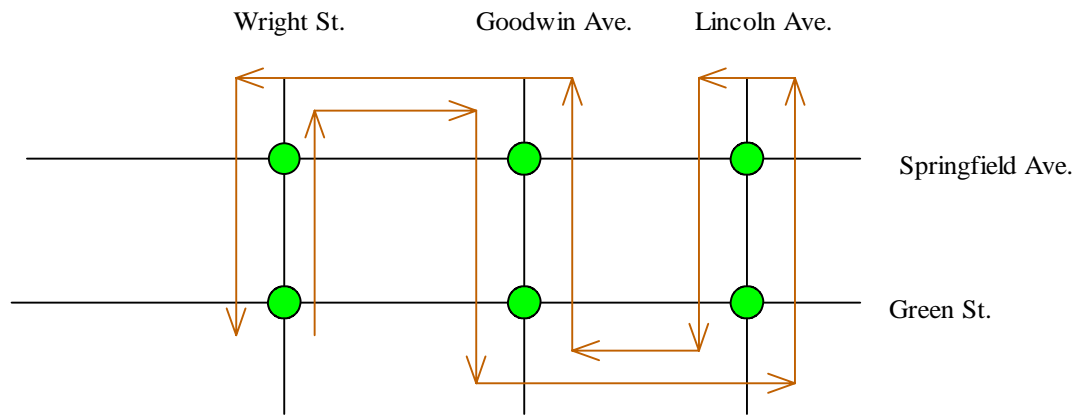 Wright St.
Goodwin Ave.
Lincoln Ave.
Springfield Ave.
Green St.